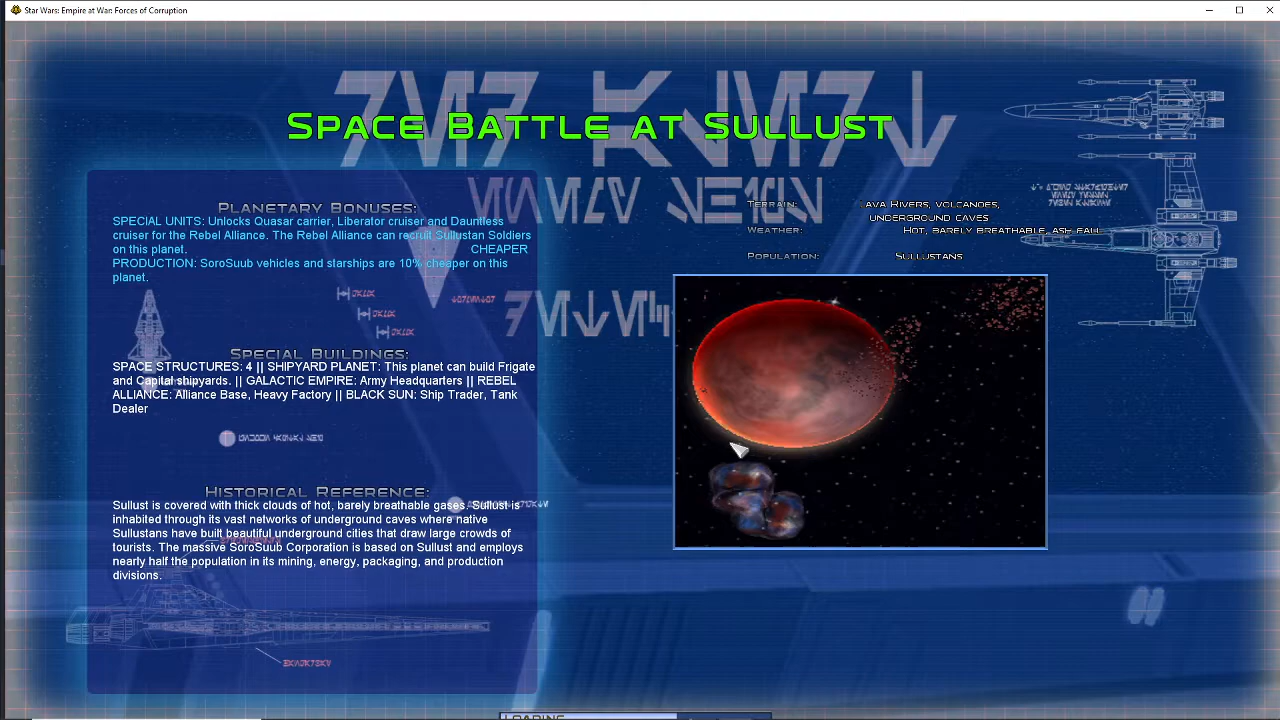 Star Wars: Empire at War: Forces of Corruption
SPACE BATTLE AT SULLUST
PLANETARY BONUSES:
SPECIAL UNITS: Unlocks Quasar carrier, Liberator cruiser and Dauntless
cruiser for the Rebel Alliance. The Rebel Alliance can recruit Sullustan Soldiers
on this planet. CHEAPER
PRODUCTION: SoroSuub vehicles and starships are 10% cheaper on this
planet.
SPECIAL BUILDINGS:
SPACE STRUCTURES: 4 || SHIPYARD PLANET: This planet can build Frigate
and Capital shipyards. || GALACTIC EMPIRE: Army Headquarters || REBEL
ALLIANCE: Alliance Base, Heavy Factory || BLACK SUN: Ship Trader, Tank
Dealer
HISTORICAL REFERENCE:
Sullust is covered with thick clouds of hot, barely breathable gases. Sullust is
inhabited through its vast networks of underground caves where native
Sullustans have built beautiful underground cities that draw large crowds of
tourists. The massive SoroSuub Corporation is based on Sullust and employs
nearly half the population in its mining, energy, packaging, and production
divisions.
TERRAIN: LAVA RIVERS, VOLCANOES,
UNDERGROUND CAVES
WEATHER: HOT, BARELY BREATHABLE, ASH FALL
POPULATION: SULLUSTANS
LOADING